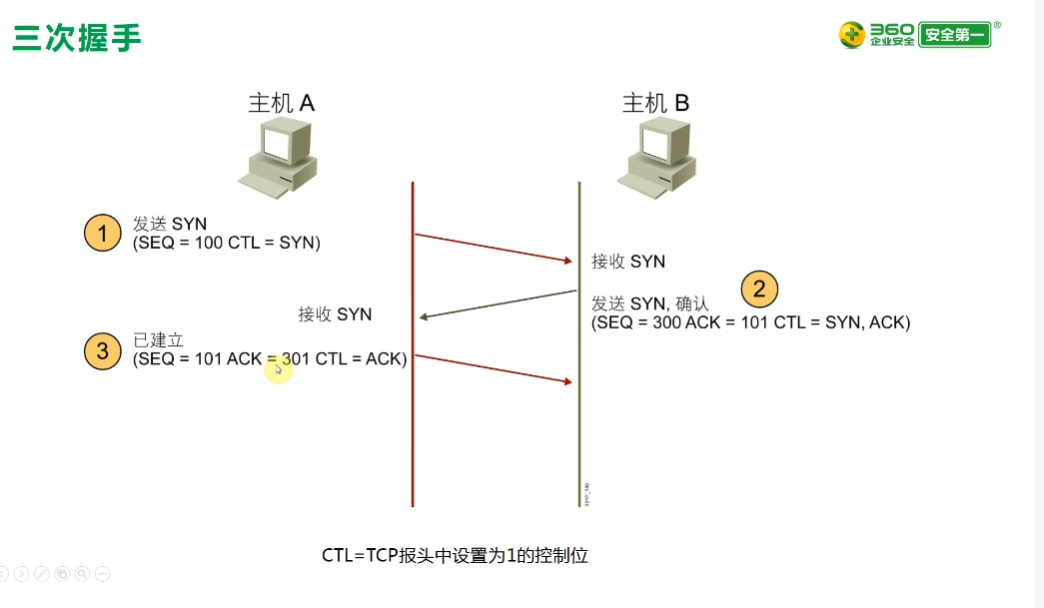 三次握手
360
企业安全
安全第一
®
主机 A
主机 B
1
发送 SYN
(SEQ = 100 CTL = SYN)
接收 SYN
2
发送 SYN, 确认
(SEQ = 300 ACK = 101 CTL = SYN, ACK)
接收 SYN
3
已建立
(SEQ = 101 ACK = 301 CTL = ACK)
CTL=TCP报头中设置为1的控制位